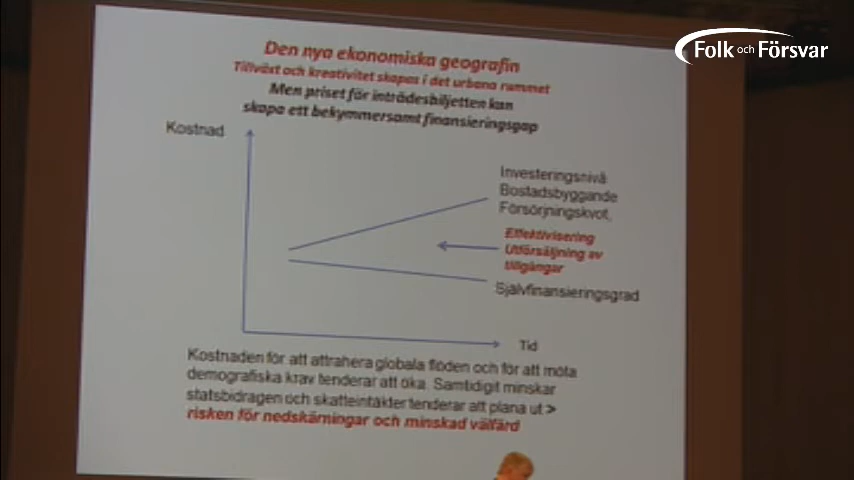 Folk och Försvar
Den nya ekonomiska geografin
Tillväxt och kreativitet skapas i det urbana rummet
Men priset för inträdesbiljetten kan
skapa ett bekymmersamt finansieringsgap
Kostnad
Investeringsnivå
Bostadsbyggande
Försörjningskvot,
Effektivisering
Utförsäljning av
tillgångar
Självfinansieringsgrad
Tid
Kostnaden för att attrahera globala flöden och för att möta
demografiska krav tenderar att öka. Samtidigt minskar
statsbidragen och skatteintäkter tenderar att plana ut >
risken för nedskärningar och minskad välfärd